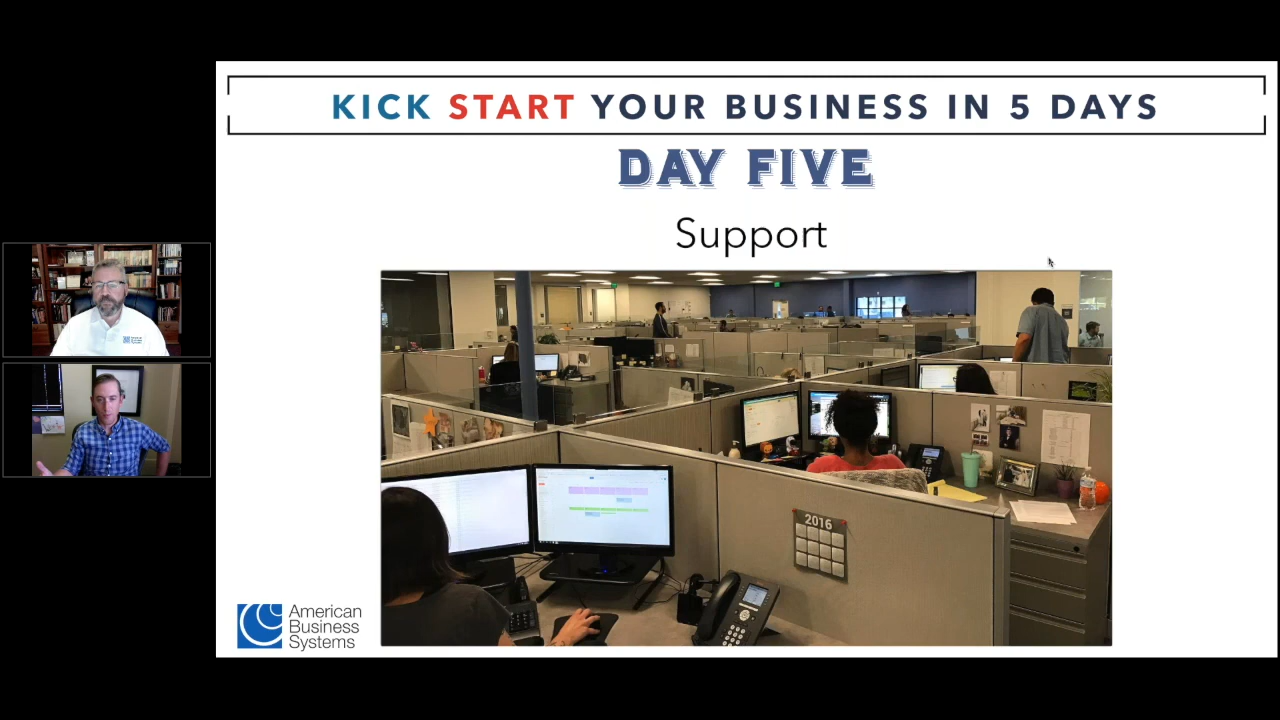 KICK START YOUR BUSINESS IN 5 DAYS
DAY FIVE
Support
2016
American
Business
Systems